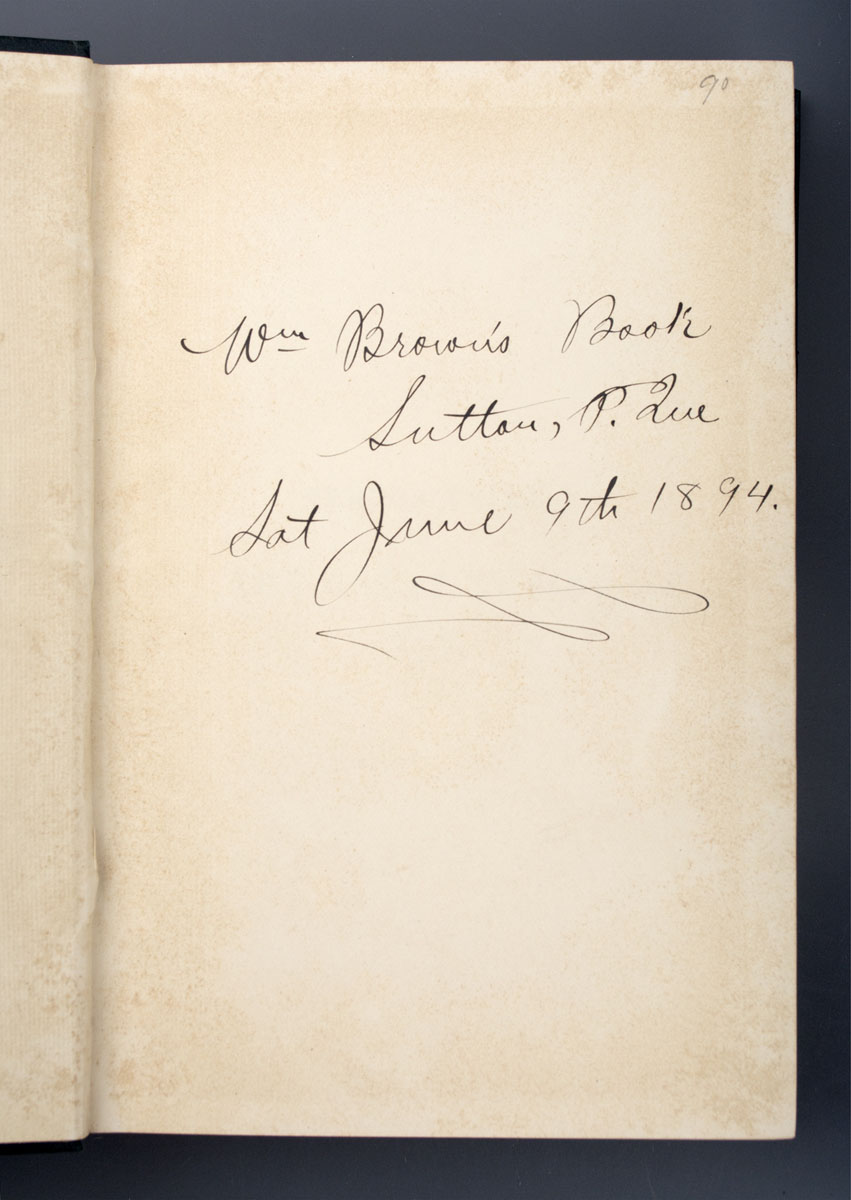 90
Wm Brown's Book
Sutton, P. Que
Sat June 9th 1894.